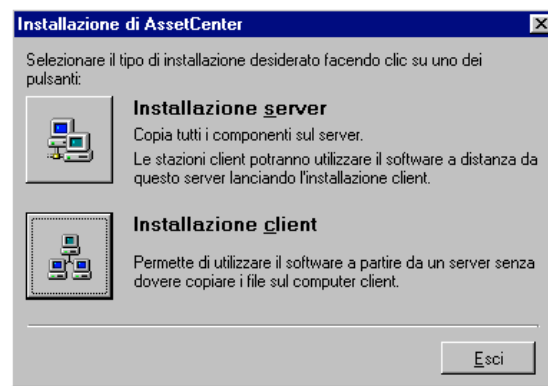 Installazione di AssetCenter
Selezionare il tipo di installazione desiderato facendo clic su uno dei
pulsanti:
Installazione server
Copia tutti i componenti sul server.
Le stazioni client potranno utilizzare il software a distanza da
questo server lanciando l'installazione client.
Installazione client
Permette di utilizzare il software a partire da un server senza
dovere copiare i file sul computer client.
Esci